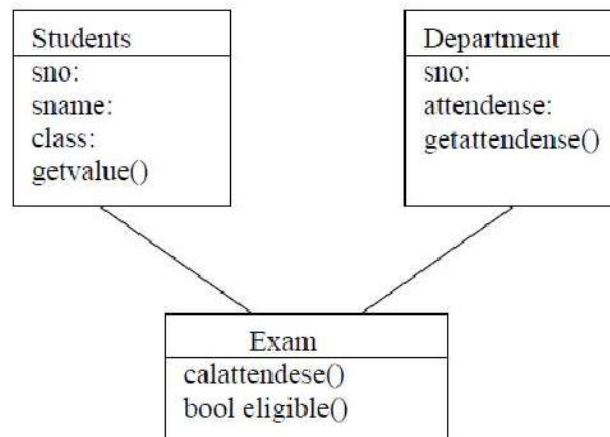 Students
sno:
sname:
class:
getvalue()
Department
sno:
attendense:
getattendense()
Exam
calattendese()
bool eligible()